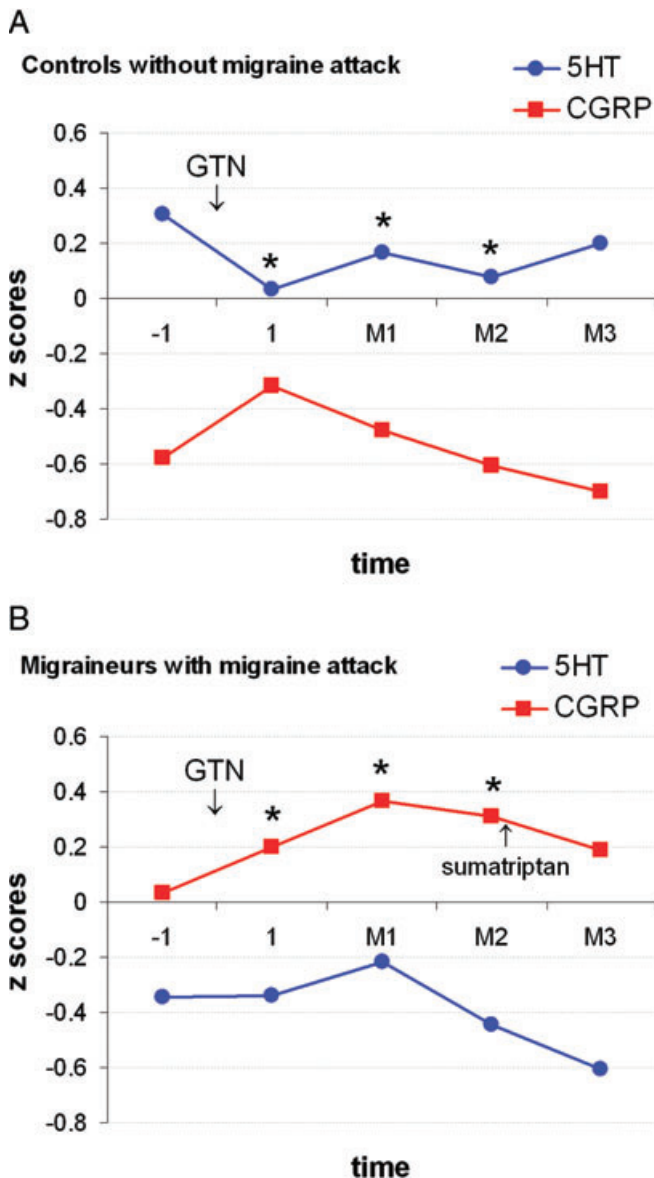 A
Controls without migraine attack
5HT
CGRP
0.6
GTN
↓
0.4
*
*
*
0.2
0
-1 1 M1 M2 M3
-0.2
z scores
-0.4
-0.6
-0.8
time
B
Migraineurs with migraine attack
5HT
CGRP
0.6
GTN
↓
*
*
*
0.4
↑
sumatriptan
0.2
0
-1 1 M1 M2 M3
-0.2
z scores
-0.4
-0.6
-0.8
time